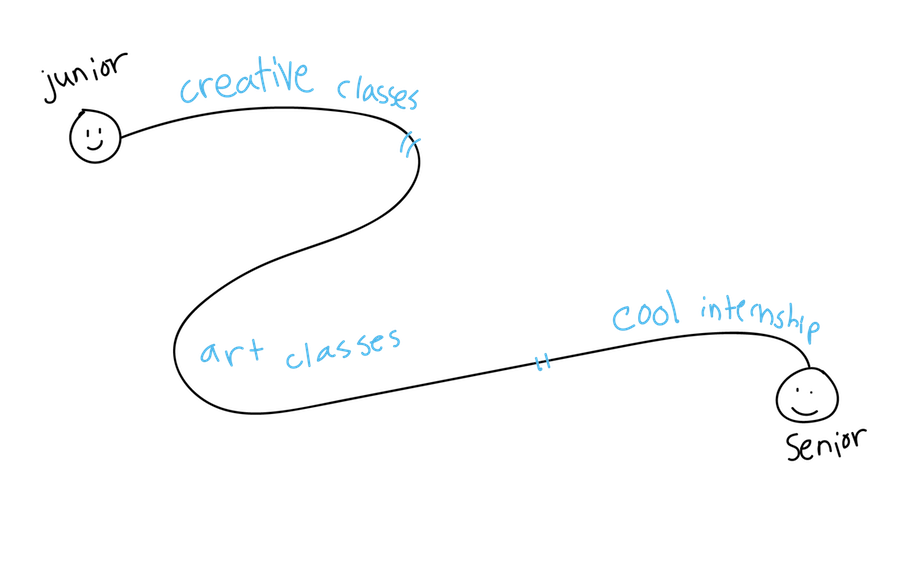 junior
creative classes
art classes
cool internship
Senior